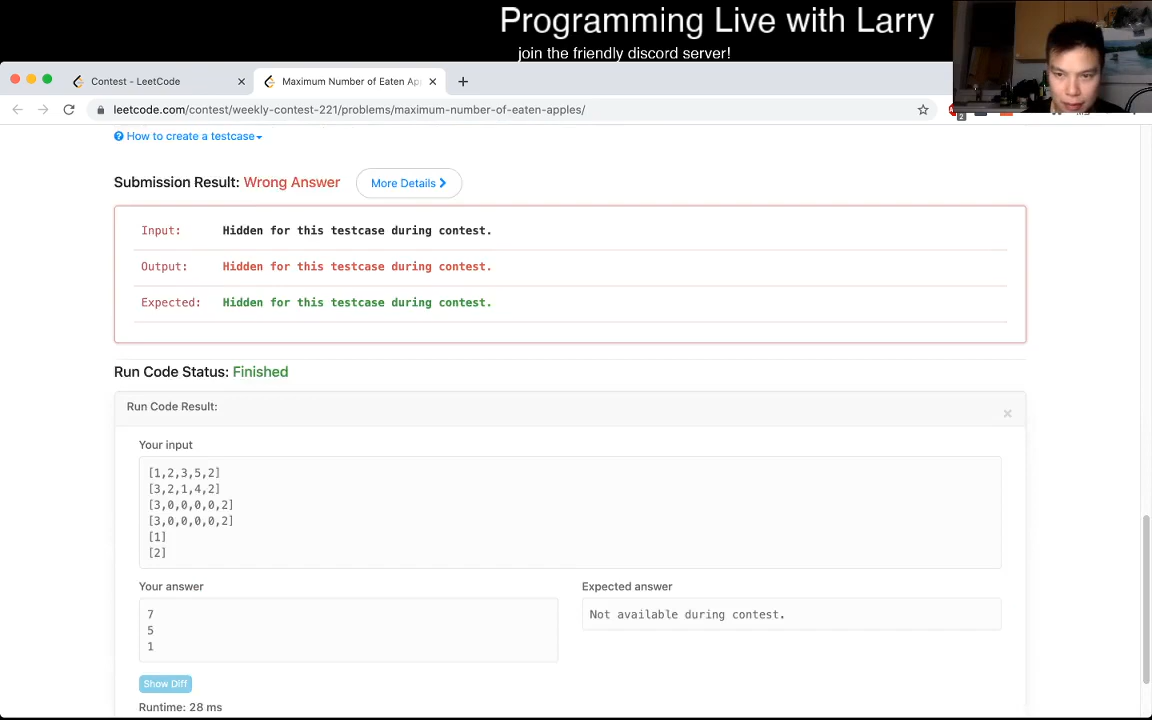 Programming Live with Larry
join the friendly discord server!
Contest - LeetCode
Maximum Number of Eaten Ap
leetcode.com/contest/weekly-contest-221/problems/maximum-number-of-eaten-apples/
2
How to create a testcase
Submission Result: Wrong Answer
More Details
Input: Hidden for this testcase during contest.
Output: Hidden for this testcase during contest.
Expected: Hidden for this testcase during contest.
Run Code Status: Finished
Run Code Result:
Your input
[1,2,3,5,2]
[3,2,1,4,2]
[3,0,0,0,0,2]
[3,0,0,0,0,2]
[1]
[2]
Your answer
7
5
1
Expected answer
Not available during contest.
Show Diff
Runtime: 28 ms